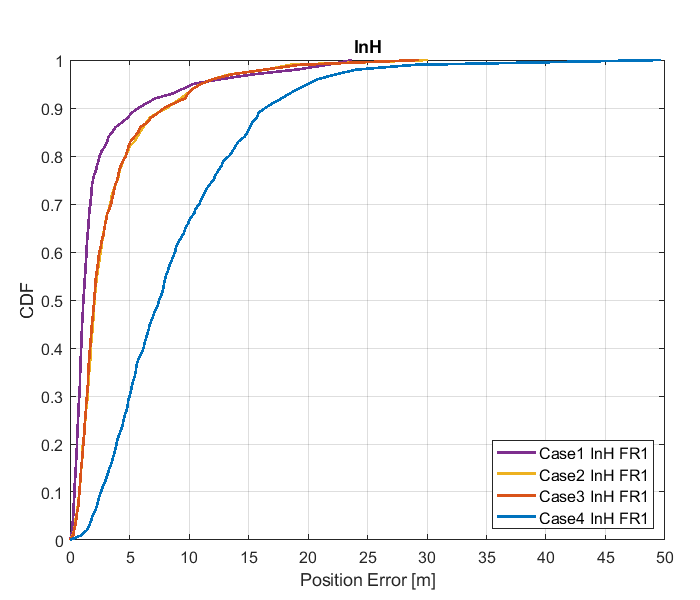 InH
1
0.9
0.8
0.7
0.6
0.5
0.4
0.3
0.2
0.1
0
CDF
Case1 InH FR1
Case2 InH FR1
Case3 InH FR1
Case4 InH FR1
0 5 10 15 20 25 30 35 40 45 50
Position Error [m]